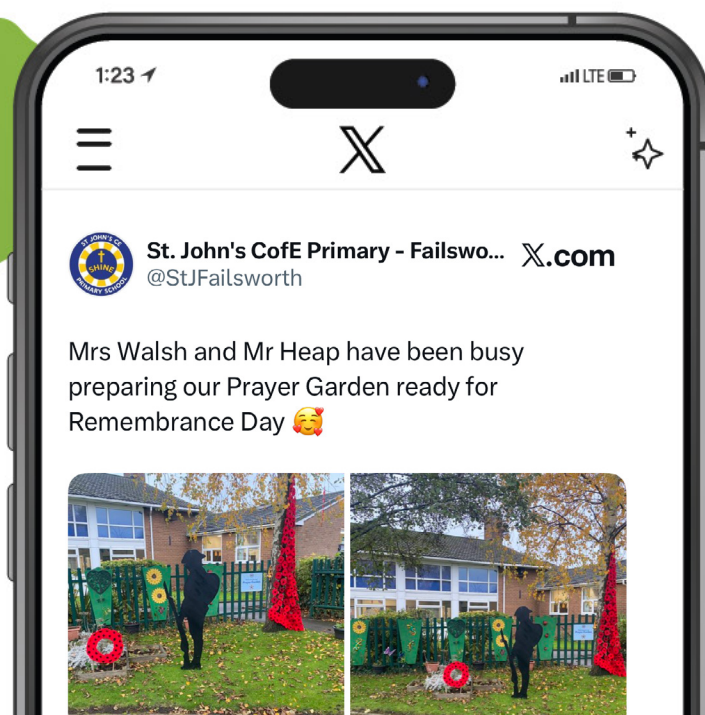 1:23
LTE
ST JOHN'S CE
SHINE
PRIMARY SCHOOL
St. John's CofE Primary - Failswo...
X.com
@StJFailsworth
Mrs Walsh and Mr Heap have been busy
preparing our Prayer Garden ready for
Remembrance Day 🥰